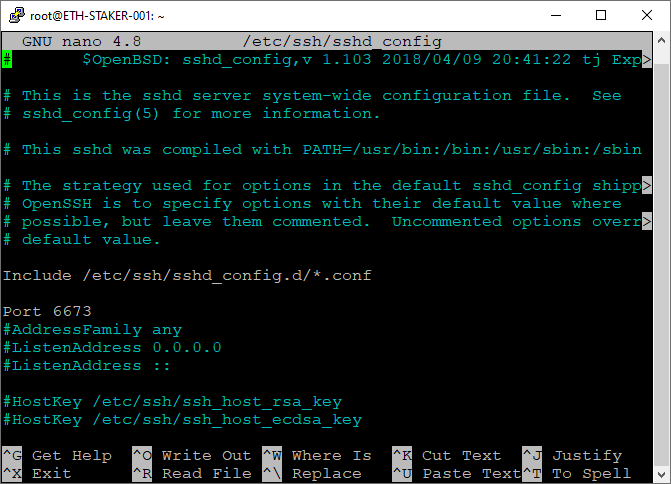 root@ETH-STAKER-001: ~
GNU nano 4.8 /etc/ssh/sshd_config
# $OpenBSD: sshd_config,v 1.103 2018/04/09 20:41:22 tj Exp>
# This is the sshd server system-wide configuration file. See
# sshd_config(5) for more information.
# This sshd was compiled with PATH=/usr/bin:/bin:/usr/sbin:/sbin
# The strategy used for options in the default sshd_config shipp>
# OpenSSH is to specify options with their default value where
# possible, but leave them commented. Uncommented options overr>
# default value.
Include /etc/ssh/sshd_config.d/*.conf
Port 6673
#AddressFamily any
#ListenAddress 0.0.0.0
#ListenAddress ::
#HostKey /etc/ssh/ssh_host_rsa_key
#HostKey /etc/ssh/ssh_host_ecdsa_key
^G Get Help ^O Write Out ^W Where Is ^K Cut Text ^J Justify
^X Exit ^R Read File ^\ Replace ^U Paste Text ^T To Spell